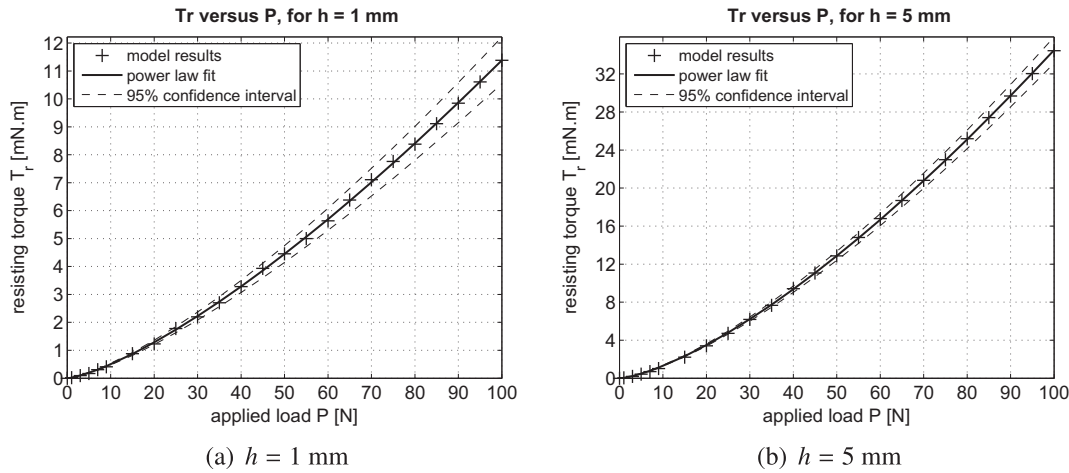 Tr versus P, for h = 1 mm
12
11
10
9
8
7
6
5
4
3
2
1
0
resisting torque T_r [mN.m]
model results
power law fit
95% confidence interval
0 10 20 30 40 50 60 70 80 90 100
applied load P [N]
(a) h = 1 mm
Tr versus P, for h = 5 mm
36
32
28
24
20
16
12
8
4
0
resisting torque T_r [mN.m]
model results
power law fit
95% confidence interval
0 10 20 30 40 50 60 70 80 90 100
applied load P [N]
(b) h = 5 mm